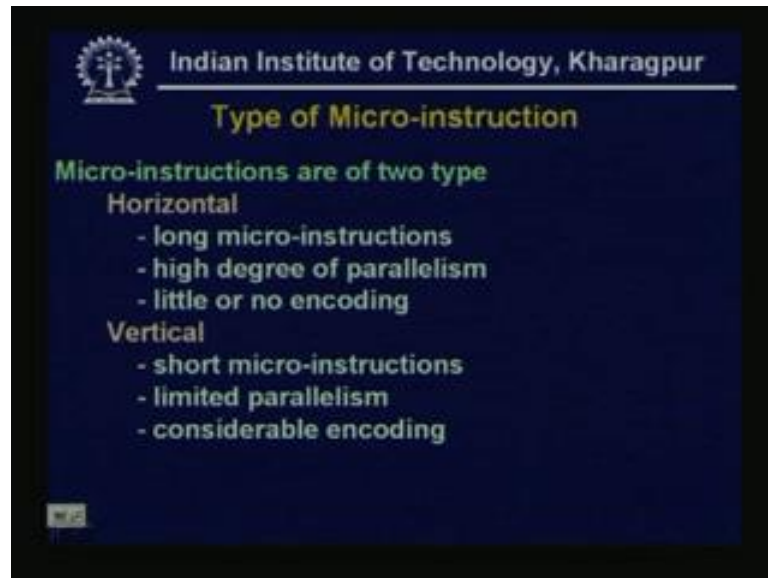 Indian Institute of Technology, Kharagpur
Type of Micro-instruction
Micro-instructions are of two type
Horizontal
- long micro-instructions
- high degree of parallelism
- little or no encoding
Vertical
- short micro-instructions
- limited parallelism
- considerable encoding